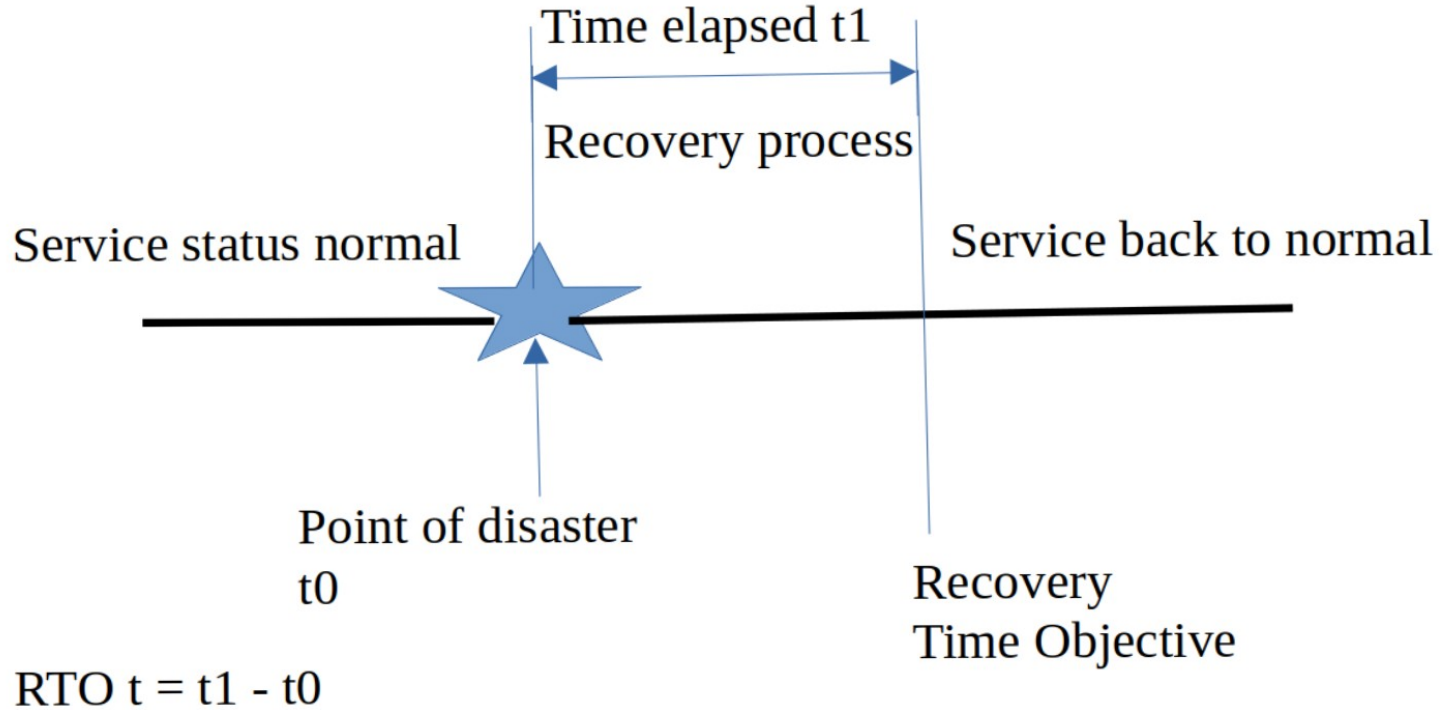 Time elapsed t1
Recovery process
Service status normal
Service back to normal
Point of disaster
t0
Recovery
Time Objective
RTO t = t1 - t0